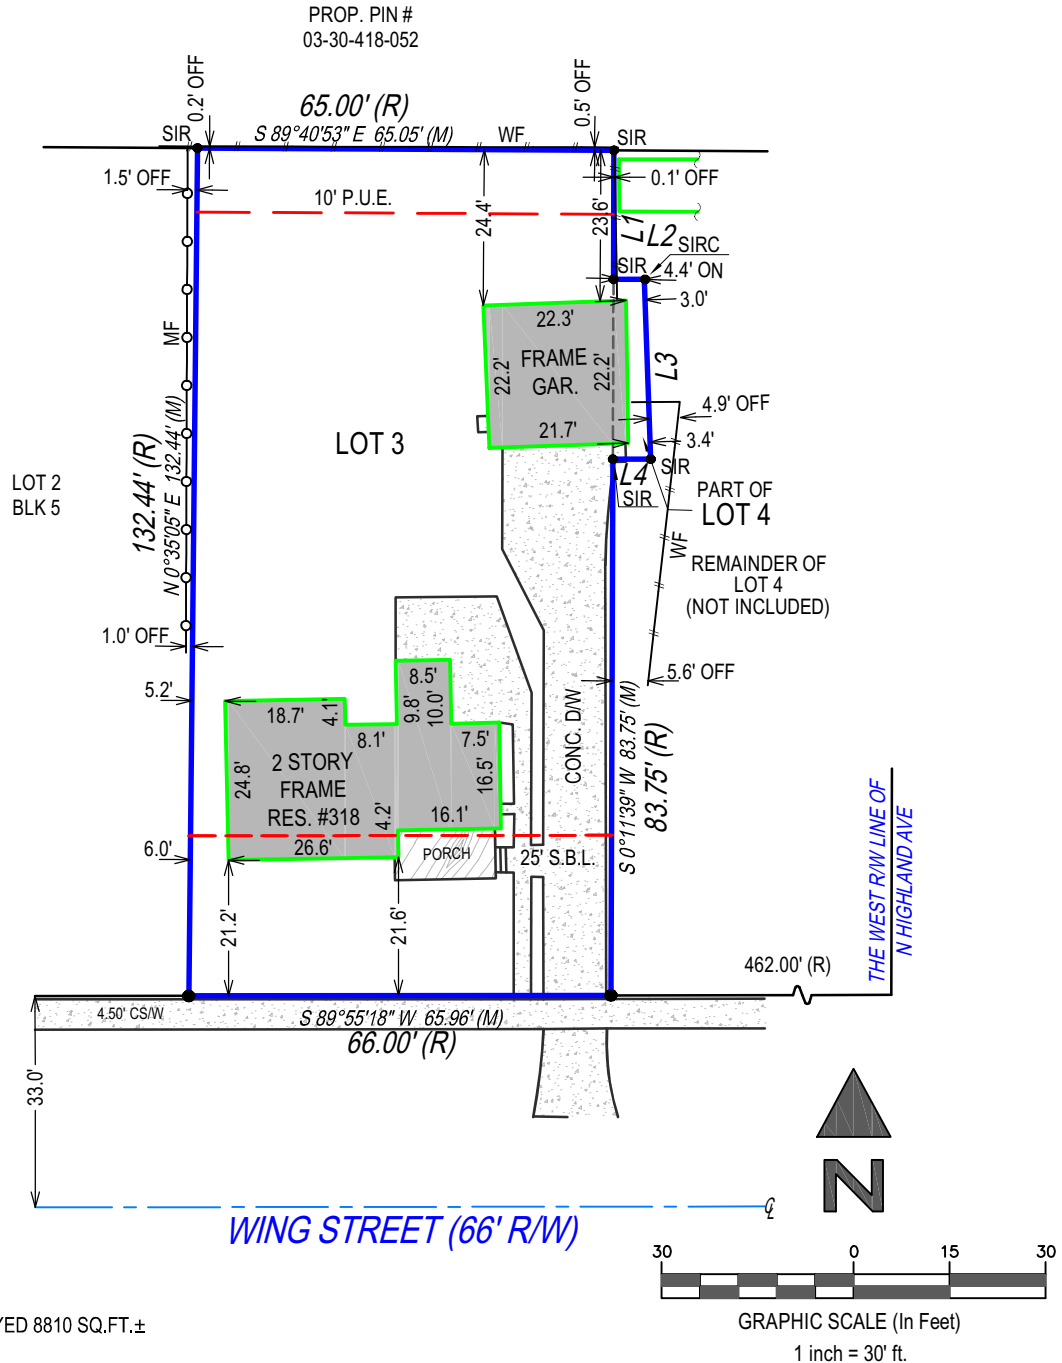 PROP. PIN #
03-30-418-052
0.2' OFF
65.00' (R)
0.5' OFF
SIR
S 89°40'53" E 65.05' (M)
WF
SIR
1.5' OFF
0.1' OFF
10' P.U.E.
24.4'
23.6'
L1
L2
SIRC
SIR
4.4' ON
3.0'
22.3'
MF
22.2'
FRAME
GAR.
22.2'
L3
4.9' OFF
21.7'
3.4'
LOT 3
132.44' (R)
N 0°35'05" E 132.44' (M)
LOT 2
BLK 5
L4
SIR
SIR
PART OF
LOT 4
WF
REMAINDER OF
LOT 4
(NOT INCLUDED)
1.0' OFF
5.6' OFF
5.2'
8.5'
9.8'
10.0'
18.7'
4.1'
8.1'
7.5'
CONC. D/W
S 0°11'39" W 83.75' (M)
83.75' (R)
24.8'
2 STORY
FRAME
RES. #318
16.5'
4.2'
16.1'
THE WEST R/W LINE OF
N HIGHLAND AVE
6.0'
26.6'
PORCH
25' S.B.L.
21.2'
21.6'
462.00' (R)
4.50' CS/W
S 89°55'18" W 65.96' (M)
66.00' (R)
33.0'
N
WING STREET (66' R/W)
30 0 15 30
GRAPHIC SCALE (In Feet)
1 inch = 30' ft.
YED 8810 SQ.FT.±